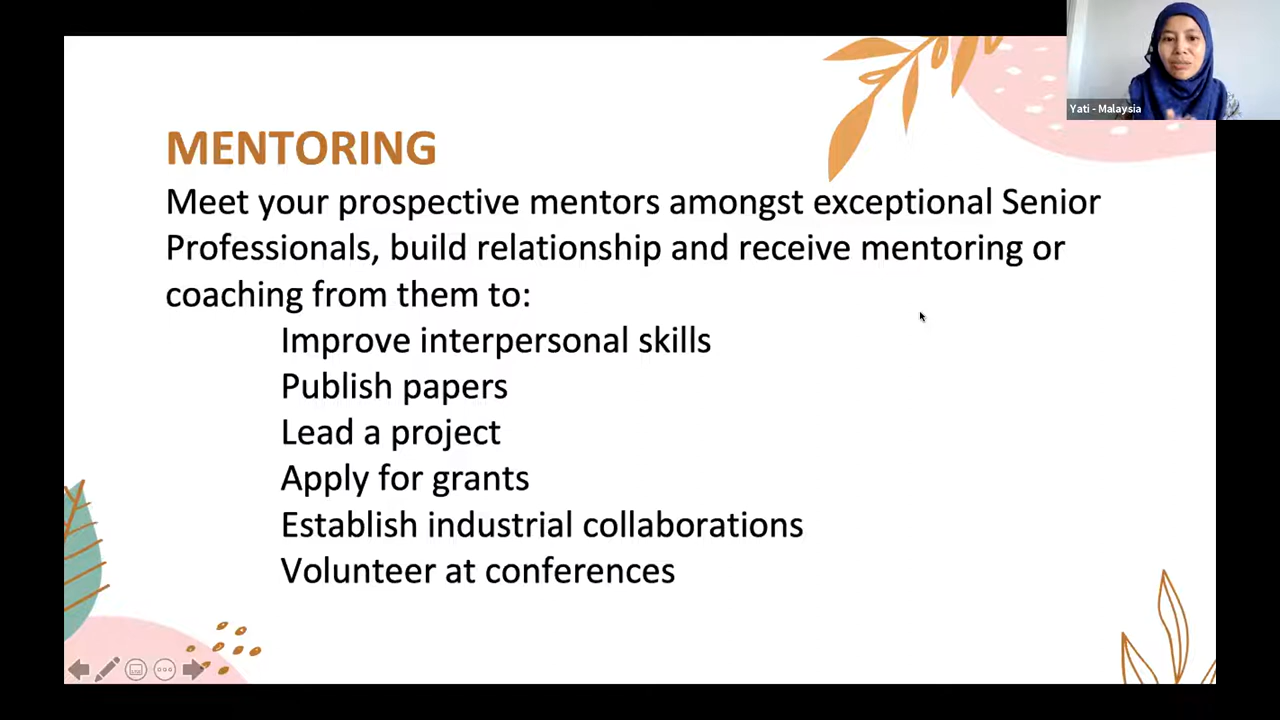 Yati - Malaysia
MENTORING
Meet your prospective mentors amongst exceptional Senior
Professionals, build relationship and receive mentoring or
coaching from them to:
Improve interpersonal skills
Publish papers
Lead a project
Apply for grants
Establish industrial collaborations
Volunteer at conferences